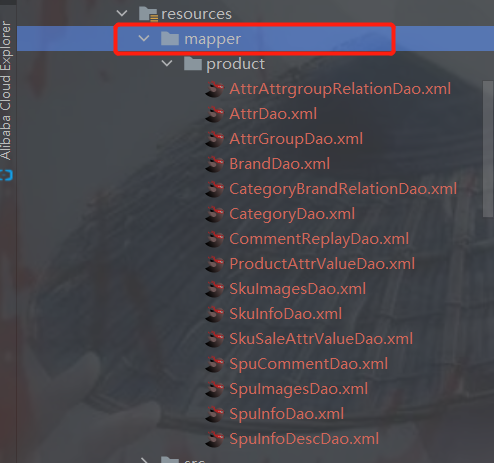 Alibaba Cloud Explorer
resources
mapper
product
AttrAttrgroupRelationDao.xml
AttrDao.xml
AttrGroupDao.xml
BrandDao.xml
CategoryBrandRelationDao.xml
CategoryDao.xml
CommentReplayDao.xml
ProductAttrValueDao.xml
SkuImagesDao.xml
SkuInfoDao.xml
SkuSaleAttrValueDao.xml
SpuCommentDao.xml
SpuImagesDao.xml
SpuInfoDao.xml
SpuInfoDescDao.xml
src